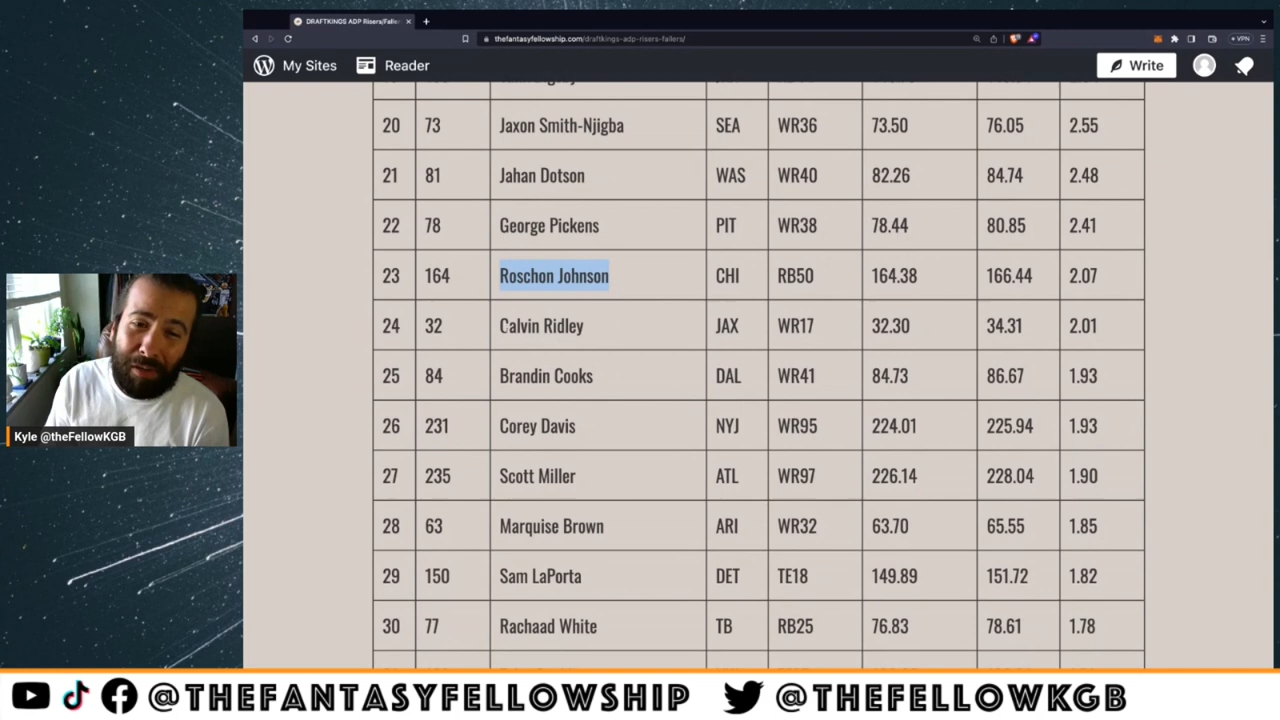 DRAFTKINGS ADP Risers/Falle
thefantasyfellowship.com/draftkings-adp-risers-fallers/
VPN
My Sites Reader Write
20 73 Jaxon Smith-Njigba SEA WR36 73.50 76.05 2.55
21 81 Jahan Dotson WAS WR40 82.26 84.74 2.48
22 78 George Pickens PIT WR38 78.44 80.85 2.41
23 164 Roschon Johnson CHI RB50 164.38 166.44 2.07
24 32 Calvin Ridley JAX WR17 32.30 34.31 2.01
25 84 Brandin Cooks DAL WR41 84.73 86.67 1.93
26 231 Corey Davis NYJ WR95 224.01 225.94 1.93
27 235 Scott Miller ATL WR97 226.14 228.04 1.90
28 63 Marquise Brown ARI WR32 63.70 65.55 1.85
29 150 Sam LaPorta DET TE18 149.89 151.72 1.82
30 77 Rachaad White TB RB25 76.83 78.61 1.78
Kyle @theFellowKGB
@THEFANTASYFELLOWSHIP @THEFELLOWKGB